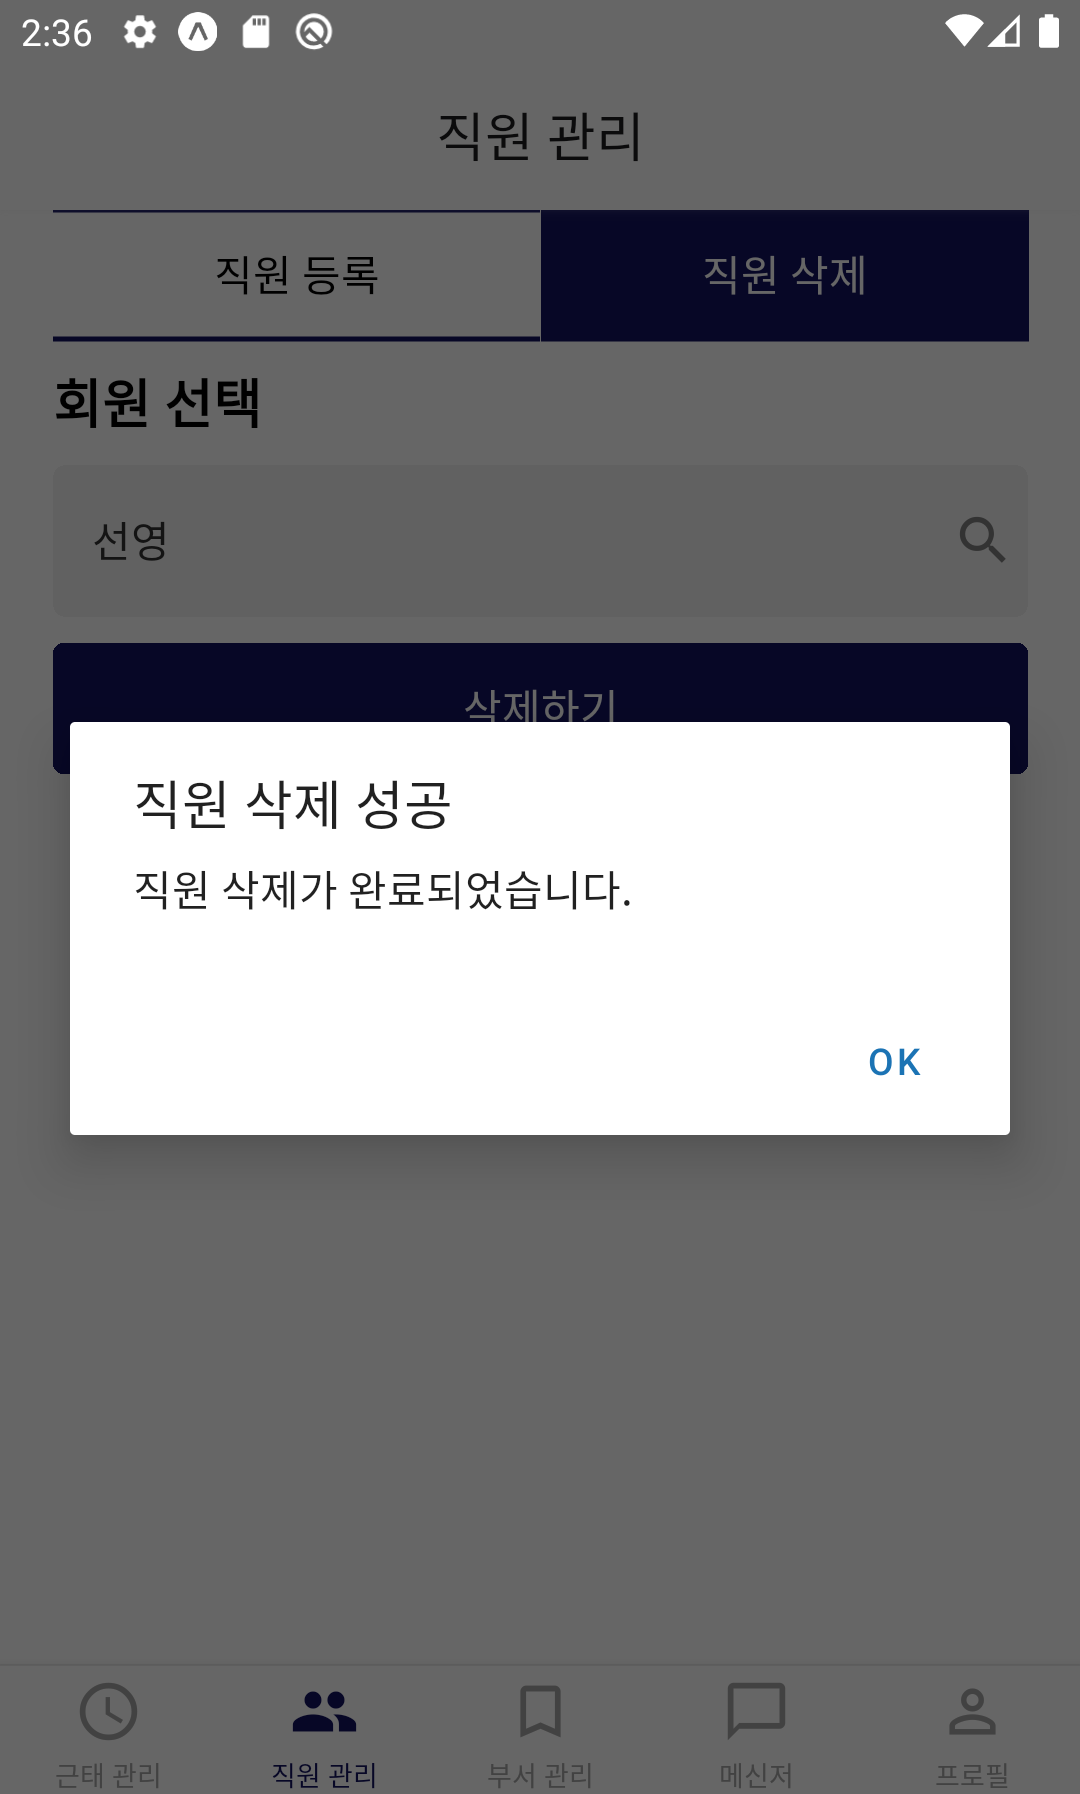 2:36
직원 관리
직원 등록
직원 삭제
회원 선택
선영
삭제하기
직원 삭제 성공
직원 삭제가 완료되었습니다.
OK
근태 관리
직원 관리
부서 관리
메신저
프로필